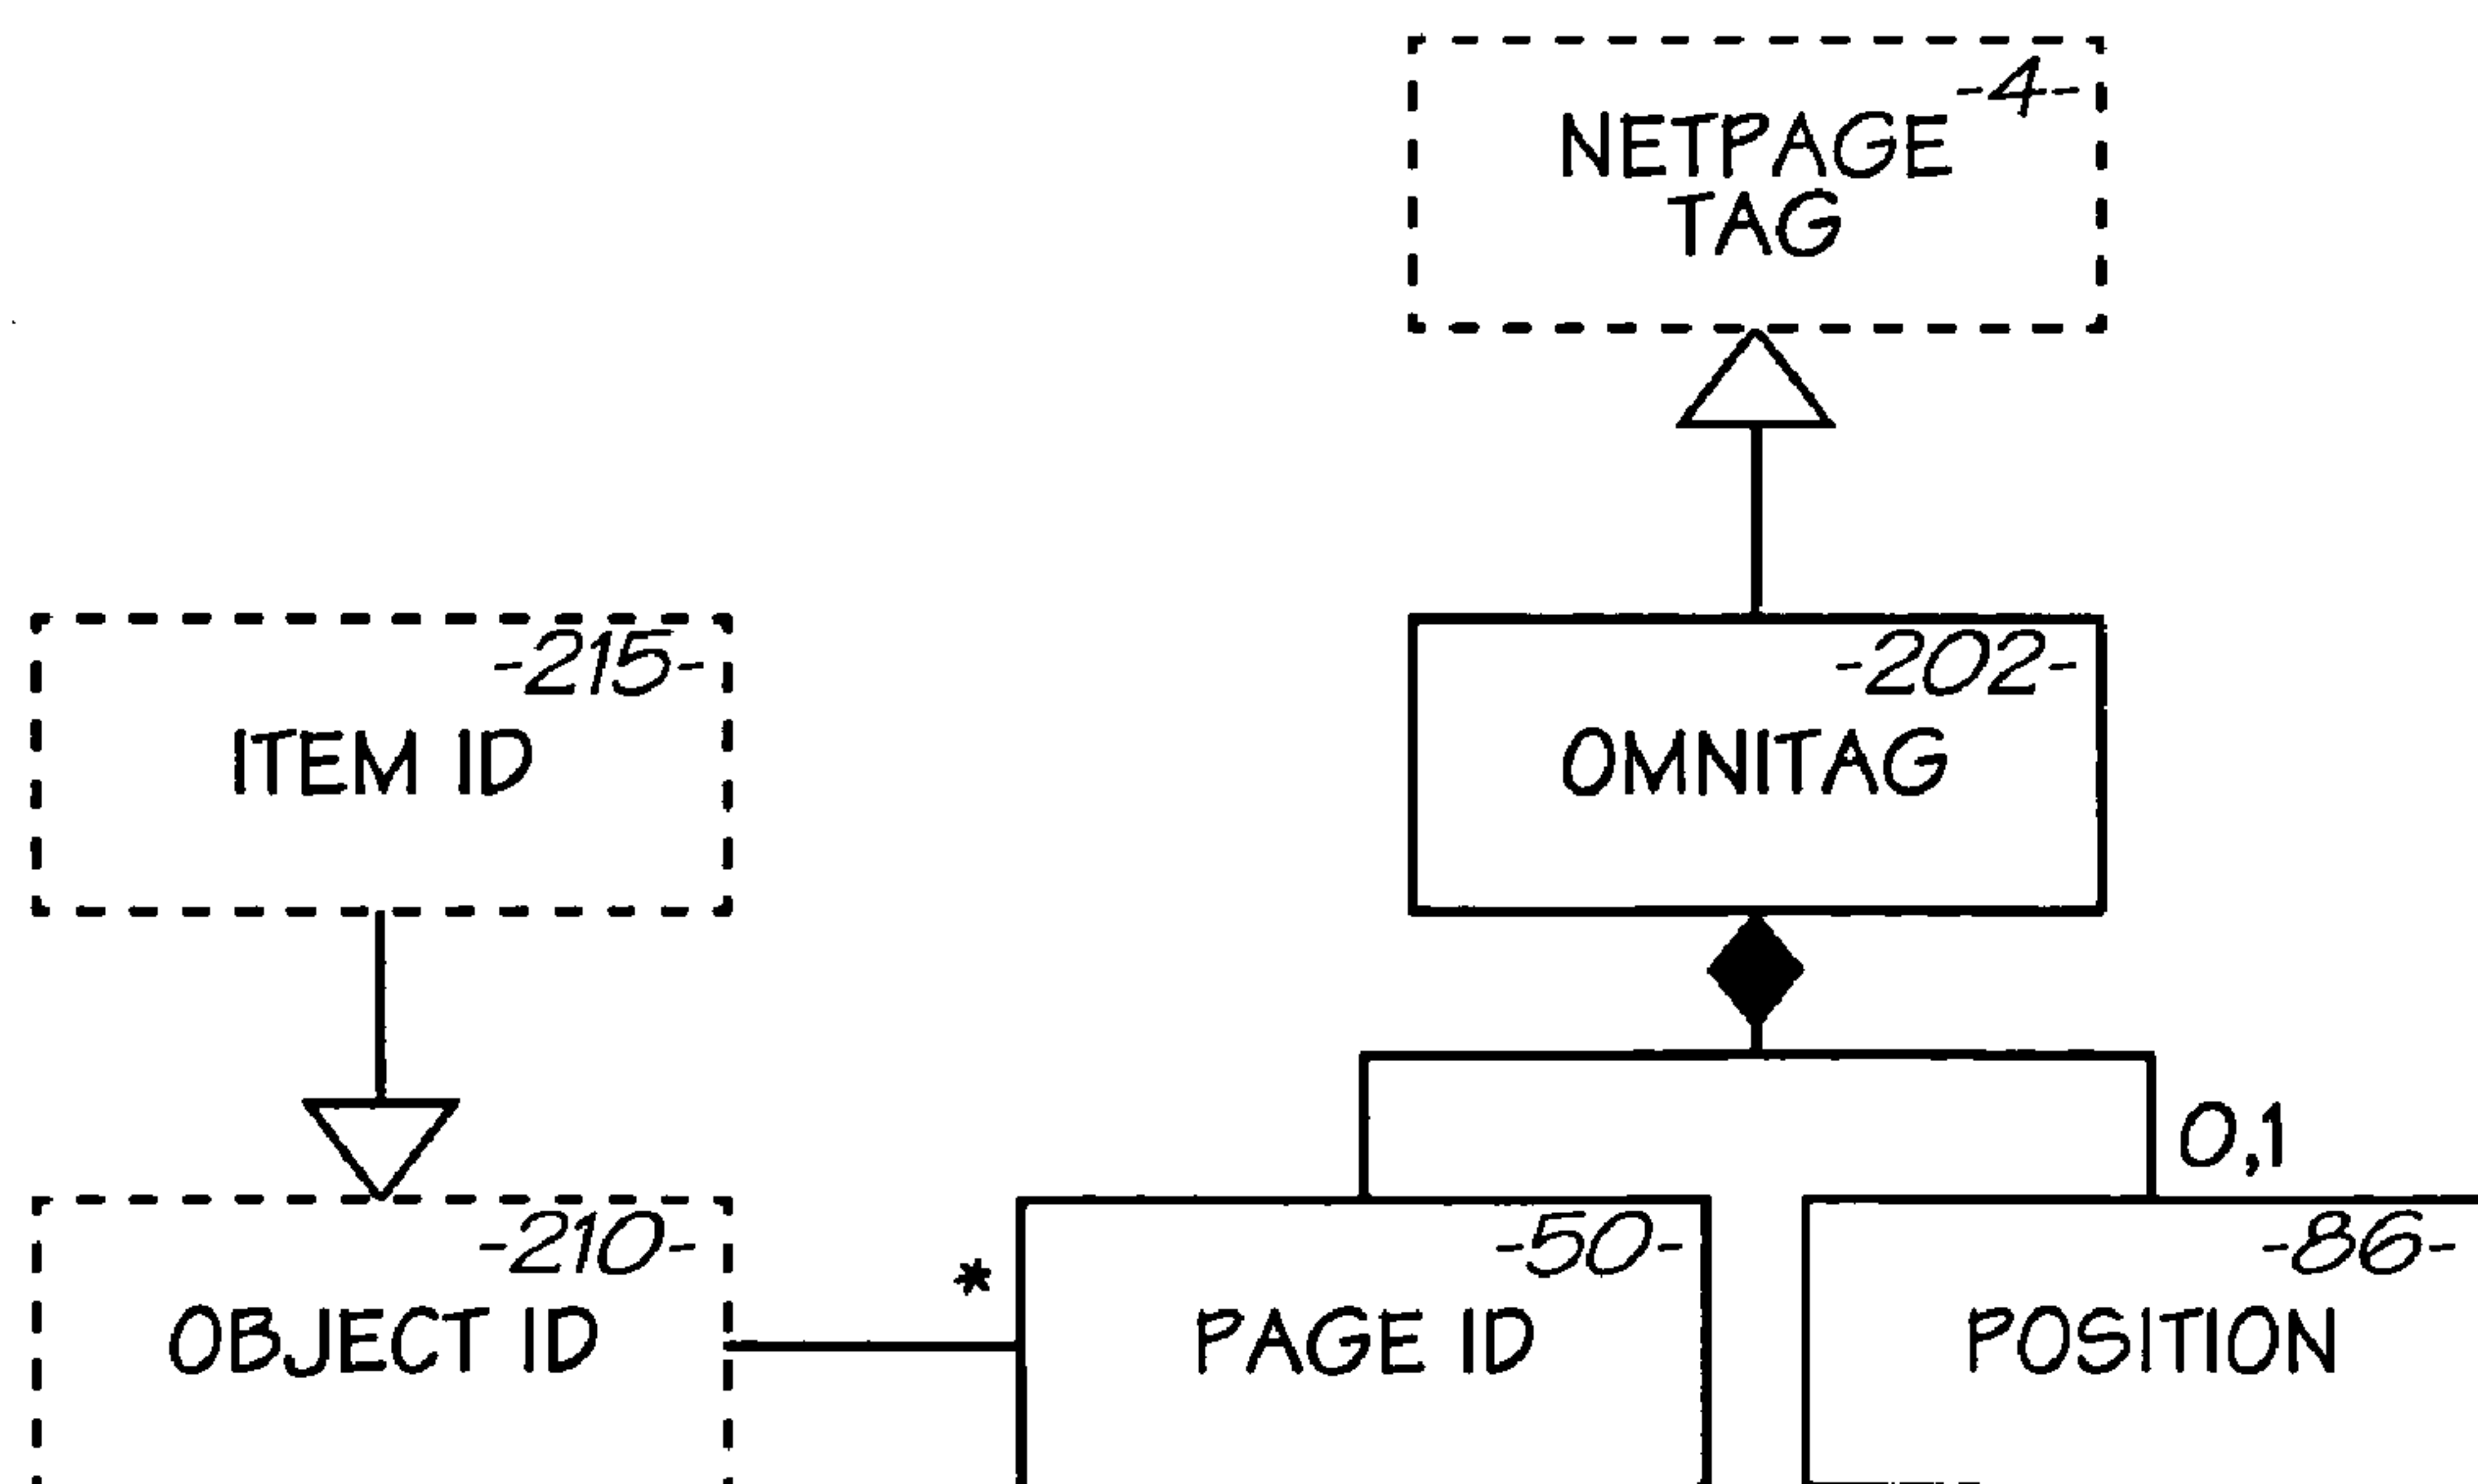 -4-
NETPAGE
TAG
-215-
ITEM ID
-202-
OMNITAG
0,1
-210-
OBJECT ID
*
-50-
PAGE ID
-86-
POSITION